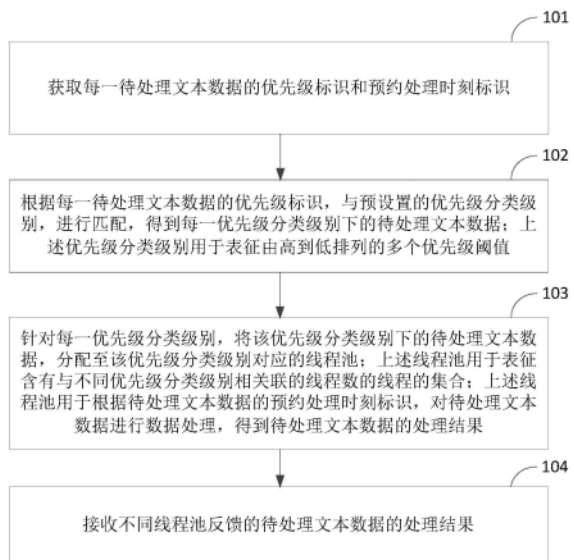 101
获取每一待处理文本数据的优先级标识和预约处理时刻标识
102
根据每一待处理文本数据的优先级标识，与预设置的优先级分类级
别，进行匹配，得到每一优先级分类级别下的待处理文本数据；上
述优先级分类级别用于表征由高到低排列的多个优先级阈值
103
针对每一优先级分类级别，将该优先级分类级别下的待处理文本数
据，分配至该优先级分类级别对应的线程池；上述线程池用于表征
含有与不同优先级分类级别相关联的线程数的线程的集合；上述线
程池用于根据待处理文本数据的预约处理时刻标识，对待处理文本
数据进行数据处理，得到待处理文本数据的处理结果
104
接收不同线程池反馈的待处理文本数据的处理结果